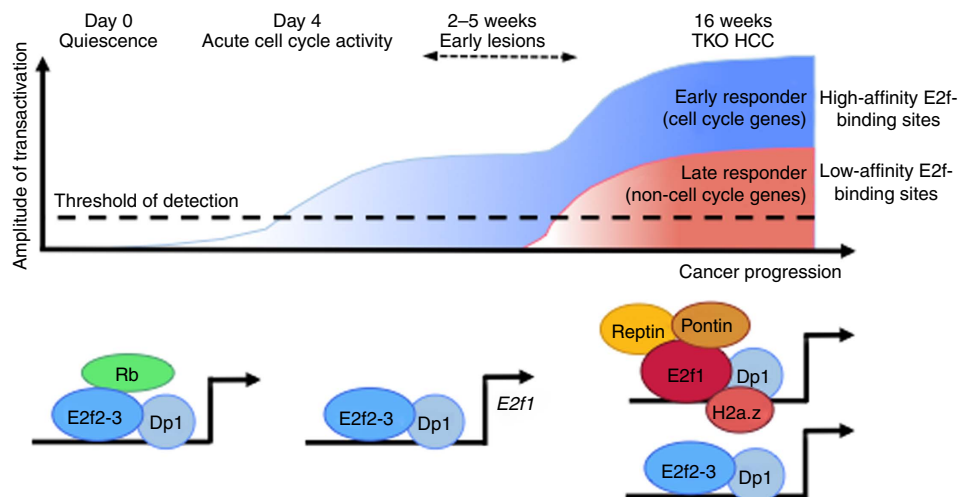 Day 0
Quiescence
Day 4
Acute cell cycle activity
2–5 weeks
Early lesions
16 weeks
TKO HCC
Amplitude of transactivation
Threshold of detection
Early responder
(cell cycle genes)
High-affinity E2f-
binding sites
Late responder
(non-cell cycle genes)
Low-affinity E2f-
binding sites
Cancer progression
Rb
E2f2-3
Dp1
E2f2-3
Dp1
E2f1
Reptin
Pontin
E2f1
Dp1
H2a.z
E2f2-3
Dp1